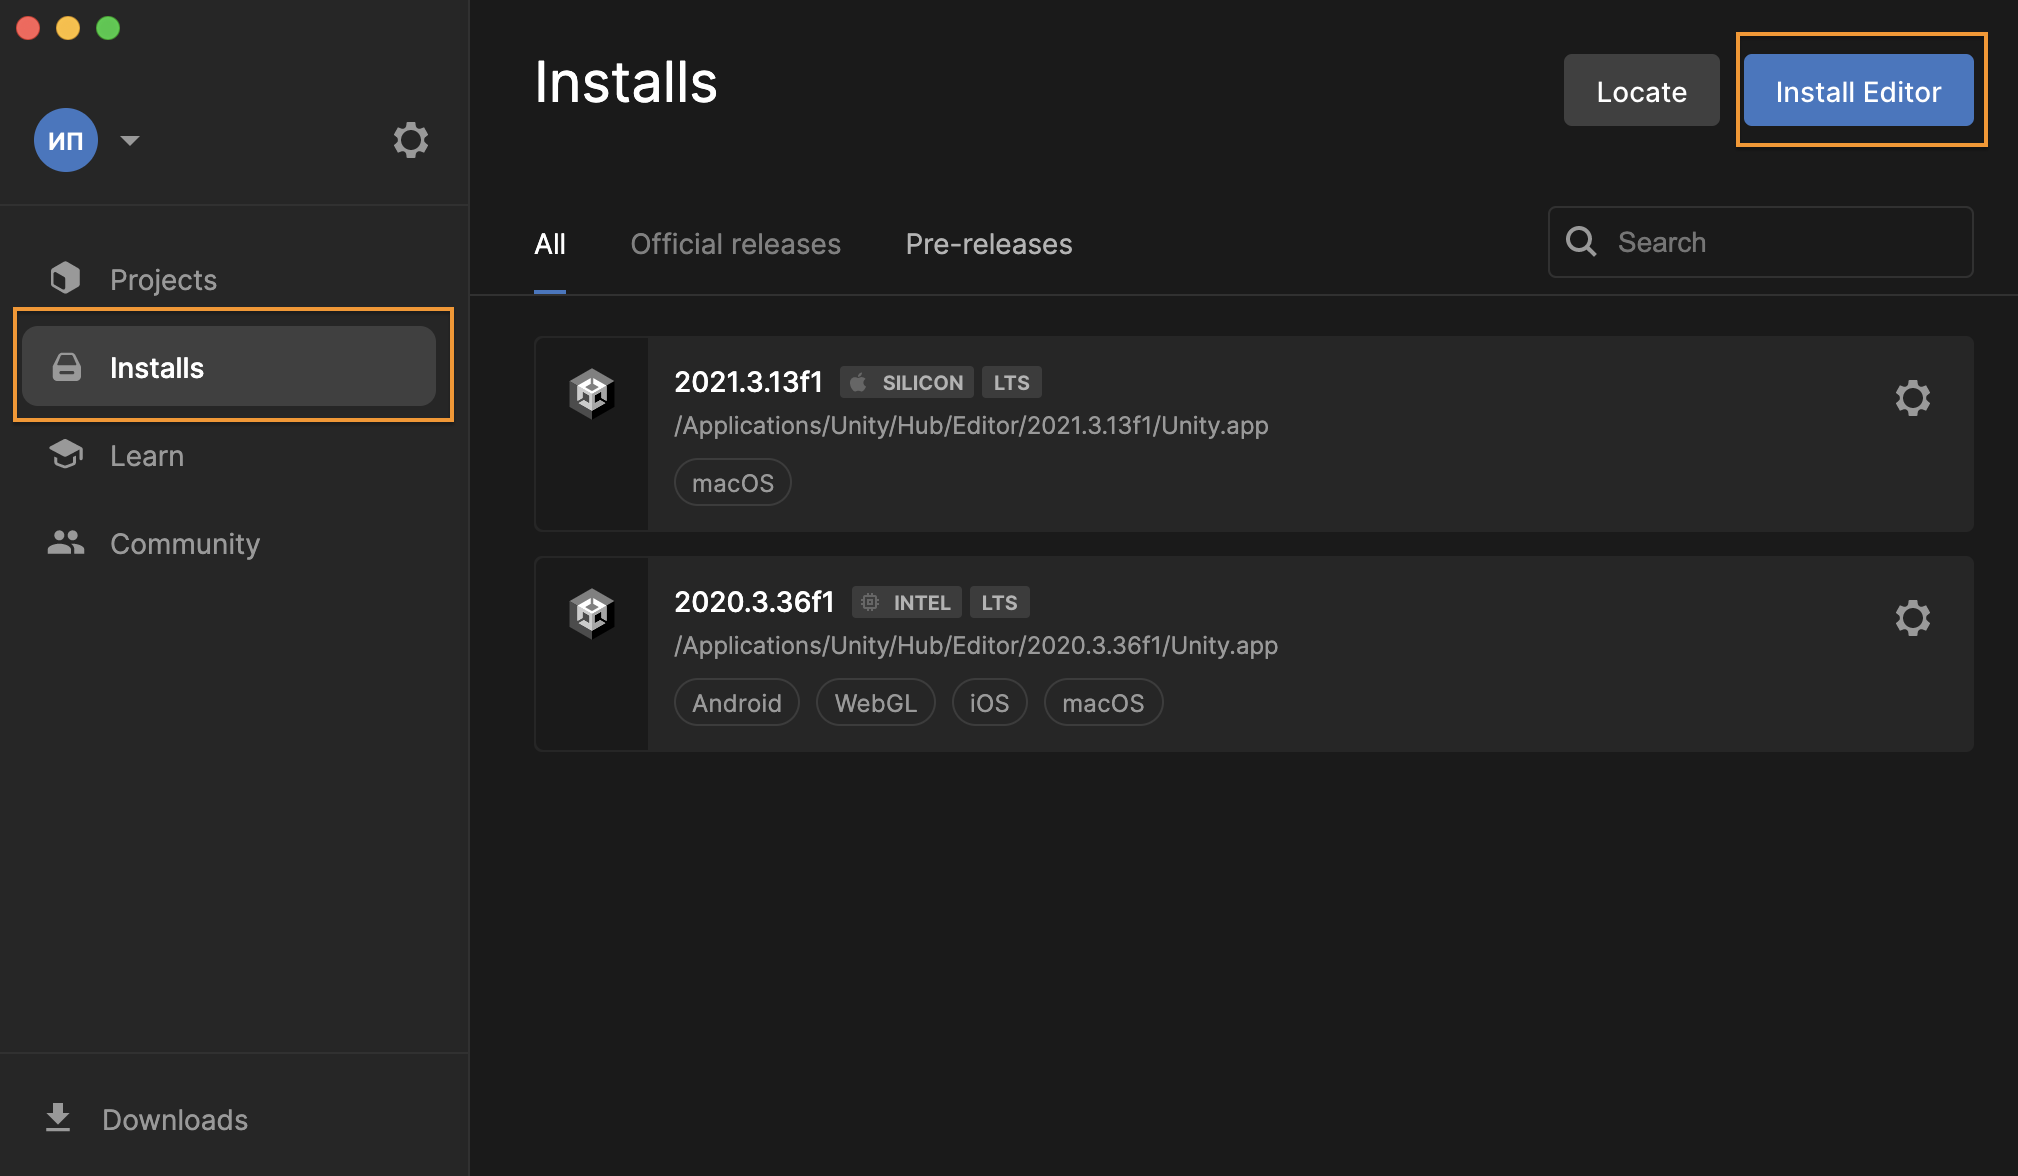 ИП
Projects
Installs
Learn
Community
Downloads
Installs
Locate
Install Editor
All
Official releases
Pre-releases
Search
2021.3.13f1 SILICON LTS
/Applications/Unity/Hub/Editor/2021.3.13f1/Unity.app
macOS
2020.3.36f1 INTEL LTS
/Applications/Unity/Hub/Editor/2020.3.36f1/Unity.app
Android WebGL iOS macOS